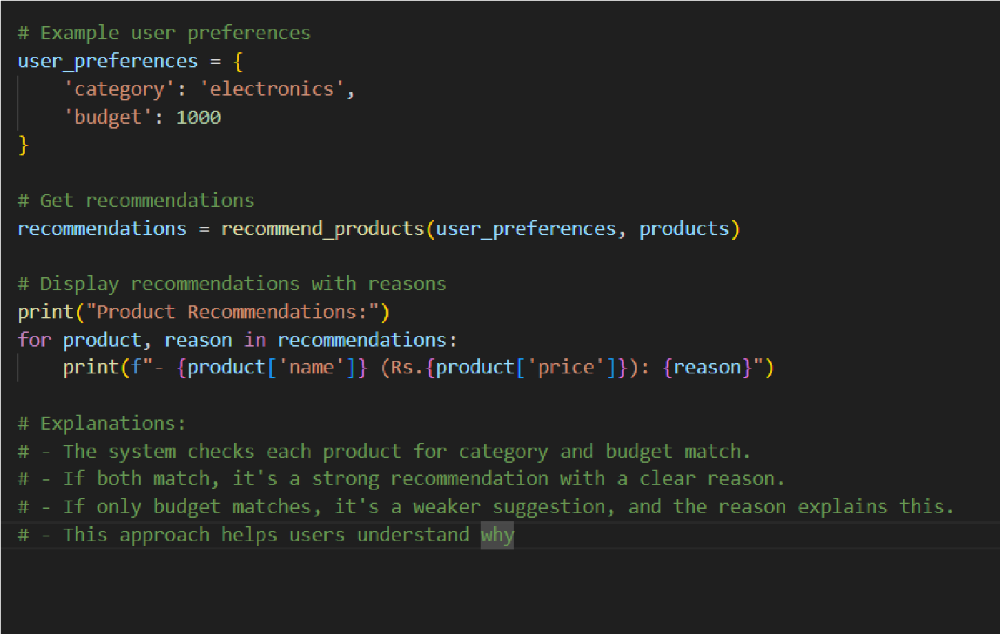 # Example user preferences
user_preferences = {
    'category': 'electronics',
    'budget': 1000
}
# Get recommendations
recommendations = recommend_products(user_preferences, products)
# Display recommendations with reasons
print("Product Recommendations:")
for product, reason in recommendations:
    print(f"- {product['name']} (Rs.{product['price']}): {reason}")
# Explanations:
# - The system checks each product for category and budget match.
# - If both match, it's a strong recommendation with a clear reason.
# - If only budget matches, it's a weaker suggestion, and the reason explains this.
# - This approach helps users understand why